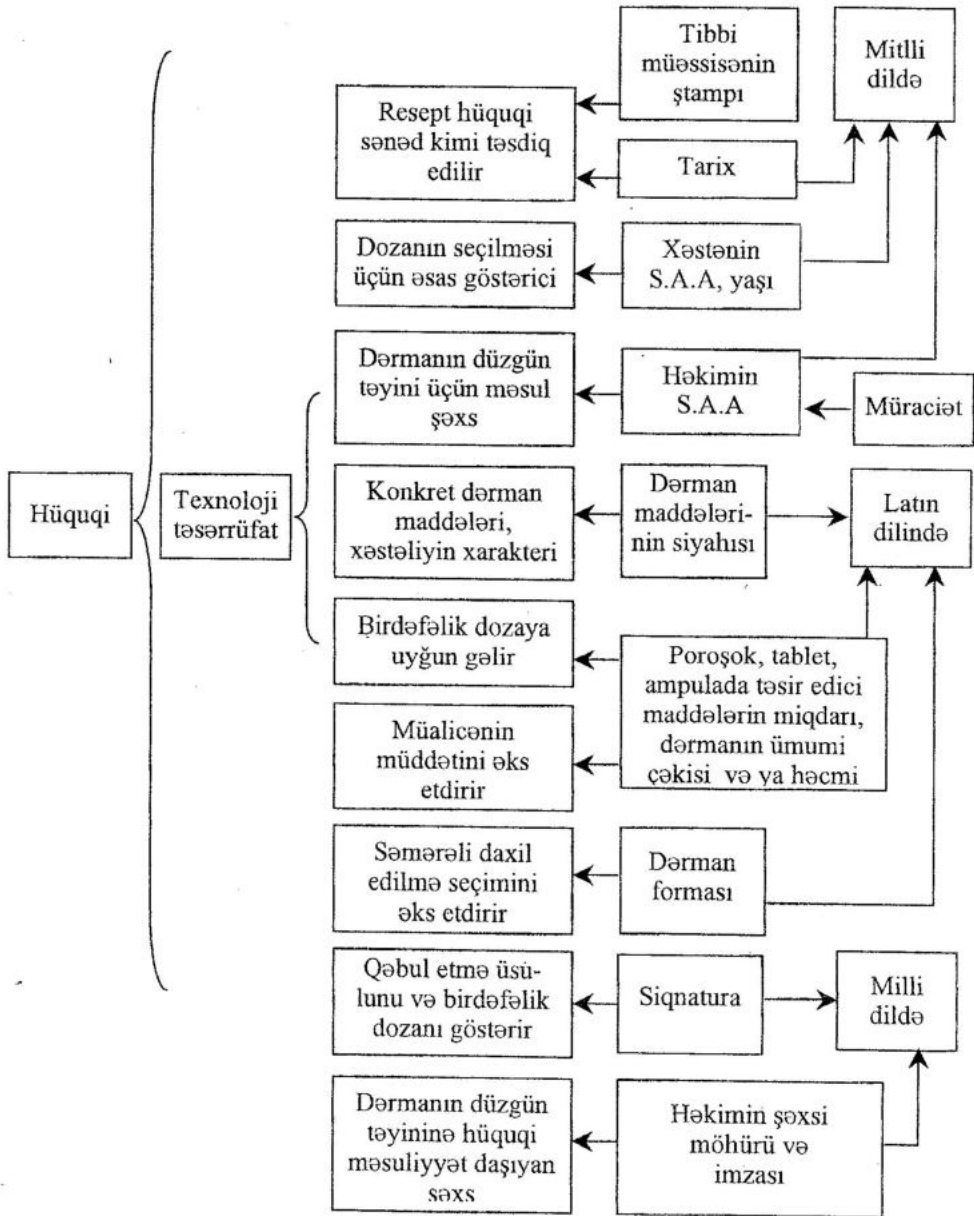 Tibbi
müəssisənin
ştampı
Mitlli
dildə
Resept hüquqi
sənəd kimi təsdiq
edilir
Tarix
Dozanın seçilməsi
üçün əsas göstərici
Xəstənin
S.A.A, yaşı
Dərmanın düzgün
təyini üçün məsul
şəxs
Həkimin
S.A.A
Müraciət
Hüquqi
Texnoloji
təsərrüfat
Konkret dərman
maddələri,
xəstəliyin xarakteri
Dərman
maddələri-
nin siyahısı
Latın
dilində
Birdəfəlik dozaya
uyğun gəlir
Poroşok, tablet,
ampulada təsir edici
maddələrin miqdarı,
dərmanın ümumi
çəkisi və ya həcmi
Müalicənin
müddətini əks
etdirir
Səmərəli daxil
edilmə seçimini
əks etdirir
Dərman
forması
Qəbul etmə üsu-
lunu və birdəfəlik
dozanı göstərir
Siqnatura
Milli
dildə
Dərmanın düzgün
təyininə hüquqi
məsuliyyət daşıyan
səxs
Həkimin şəxsi
möhürü və
imzası